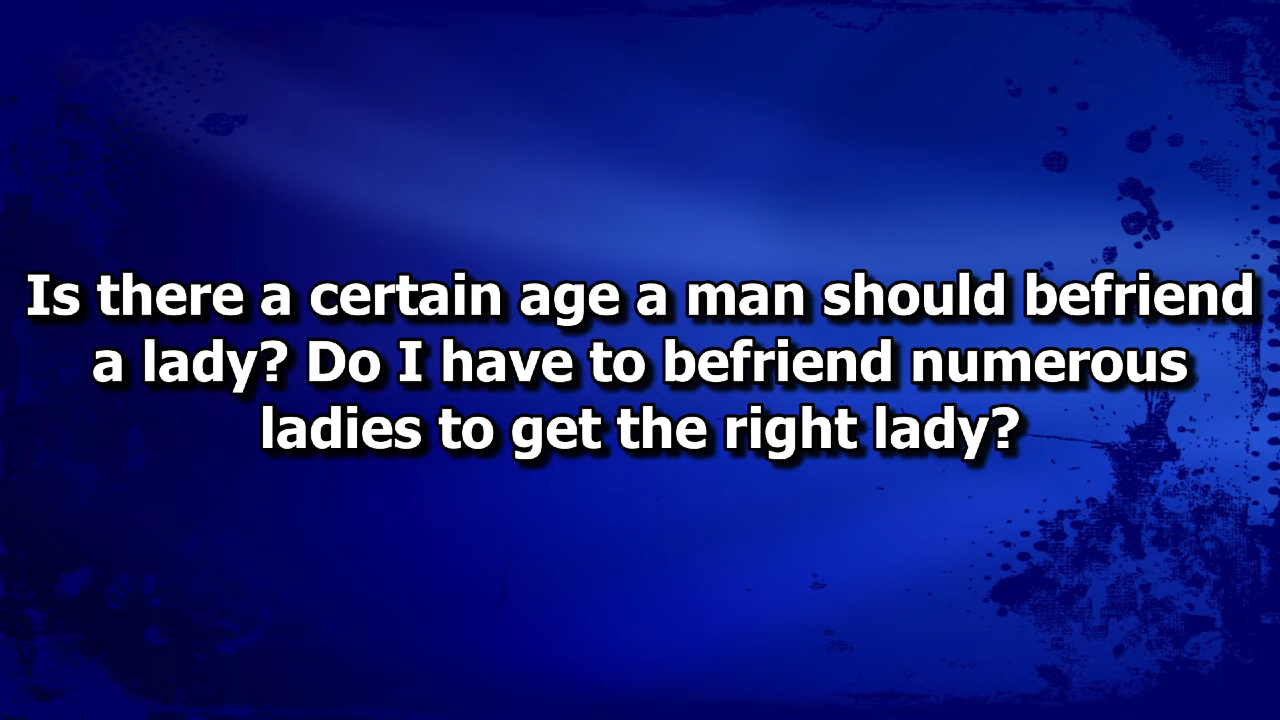 Is there a certain age a man should befriend
a lady? Do I have to befriend numerous
ladies to get the right lady?